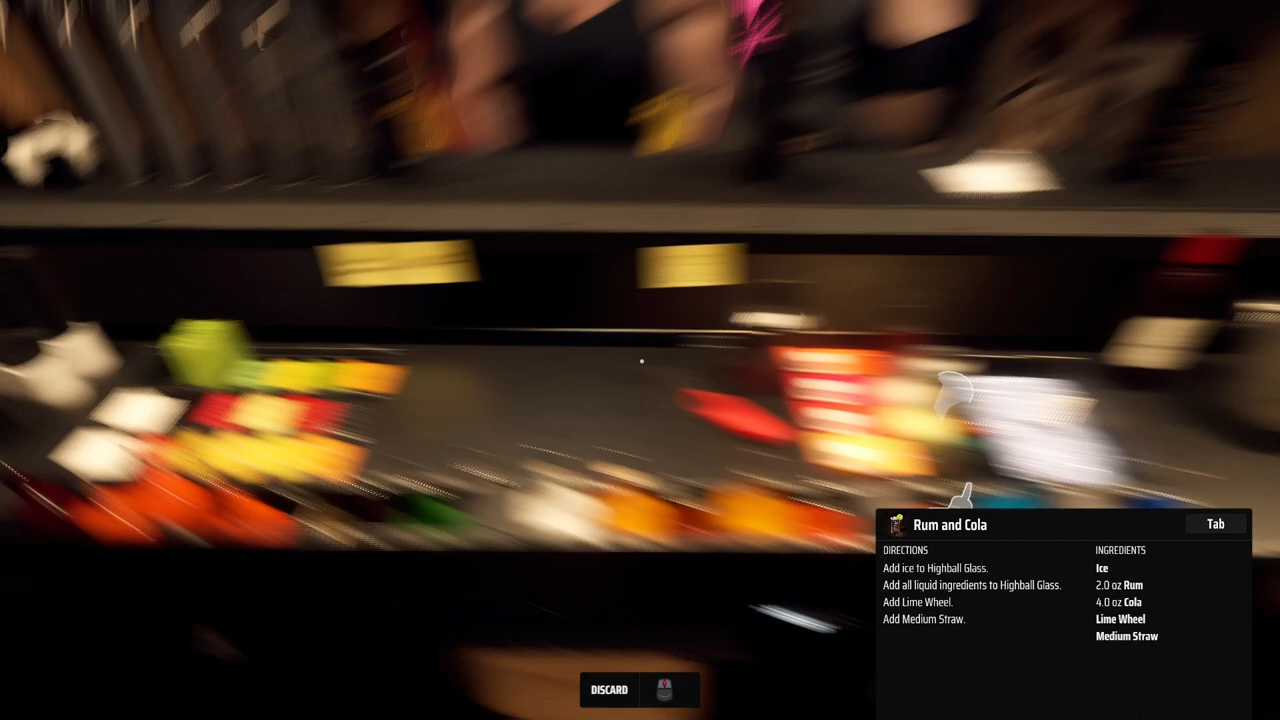 Rum and Cola
Tab
DIRECTIONS
Add ice to Highball Glass.
Add all liquid ingredients to Highball Glass.
Add Lime Wheel.
Add Medium Straw.
INGREDIENTS
Ice
2.0 oz Rum
4.0 oz Cola
Lime Wheel
Medium Straw
DISCARD